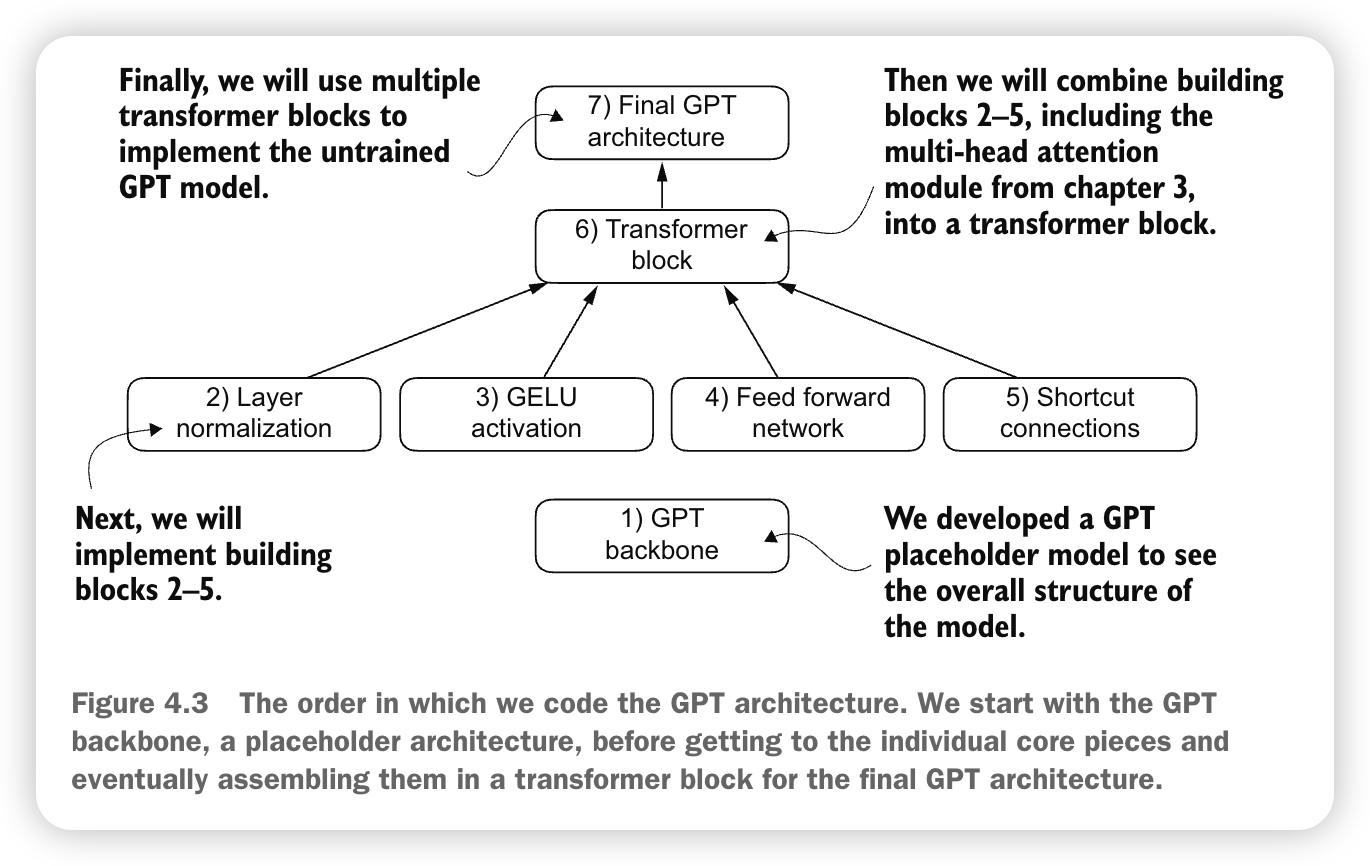 Finally, we will use multiple
transformer blocks to
implement the untrained
GPT model.
7) Final GPT
architecture
Then we will combine building
blocks 2–5, including the
multi-head attention
module from chapter 3,
into a transformer block.
6) Transformer
block
2) Layer
normalization
3) GELU
activation
4) Feed forward
network
5) Shortcut
connections
Next, we will
implement building
blocks 2–5.
1) GPT
backbone
We developed a GPT
placeholder model to see
the overall structure of
the model.
Figure 4.3 The order in which we code the GPT architecture. We start with the GPT
backbone, a placeholder architecture, before getting to the individual core pieces and
eventually assembling them in a transformer block for the final GPT architecture.